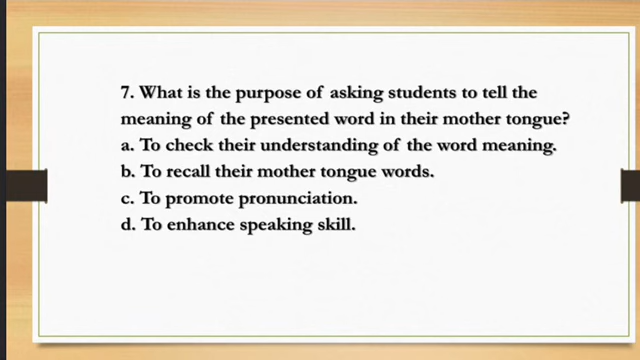 7. What is the purpose of asking students to tell the
meaning of the presented word in their mother tongue?
a. To check their understanding of the word meaning.
b. To recall their mother tongue words.
c. To promote pronunciation.
d. To enhance speaking skill.